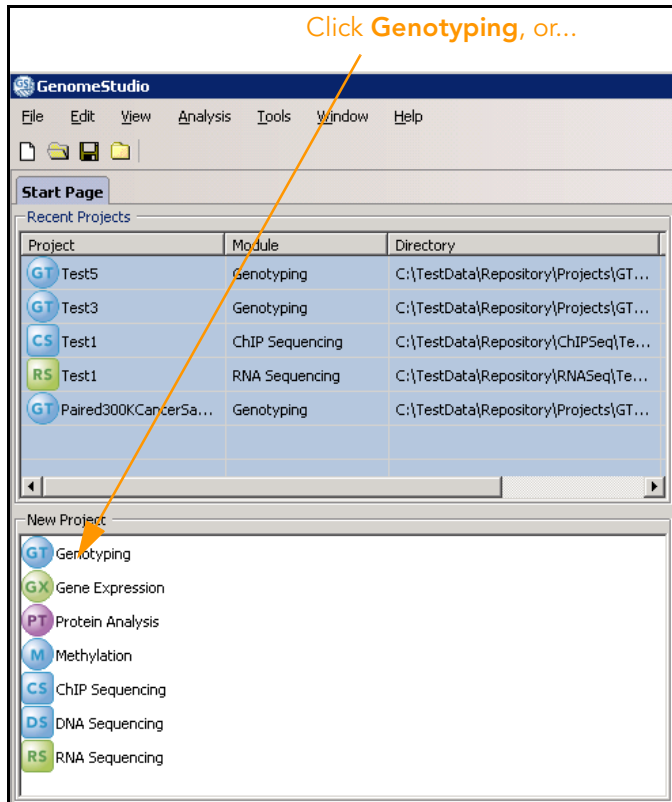 Click Genotyping, or...
GenomeStudio
File Edit View Analysis Tools Window Help
Start Page
Recent Projects
Project Module Directory
GT Test5 Genotyping C:\TestData\Repository\Projects\GT...
GT Test3 Genotyping C:\TestData\Repository\Projects\GT...
CS Test1 ChIP Sequencing C:\TestData\Repository\ChIPSeq\Te...
RS Test1 RNA Sequencing C:\TestData\Repository\RNASeq\Te...
GT Paired300KCancerSa... Genotyping C:\TestData\Repository\Projects\GT...
New Project
GT Genotyping
GX Gene Expression
PT Protein Analysis
M Methylation
CS ChIP Sequencing
DS DNA Sequencing
RS RNA Sequencing